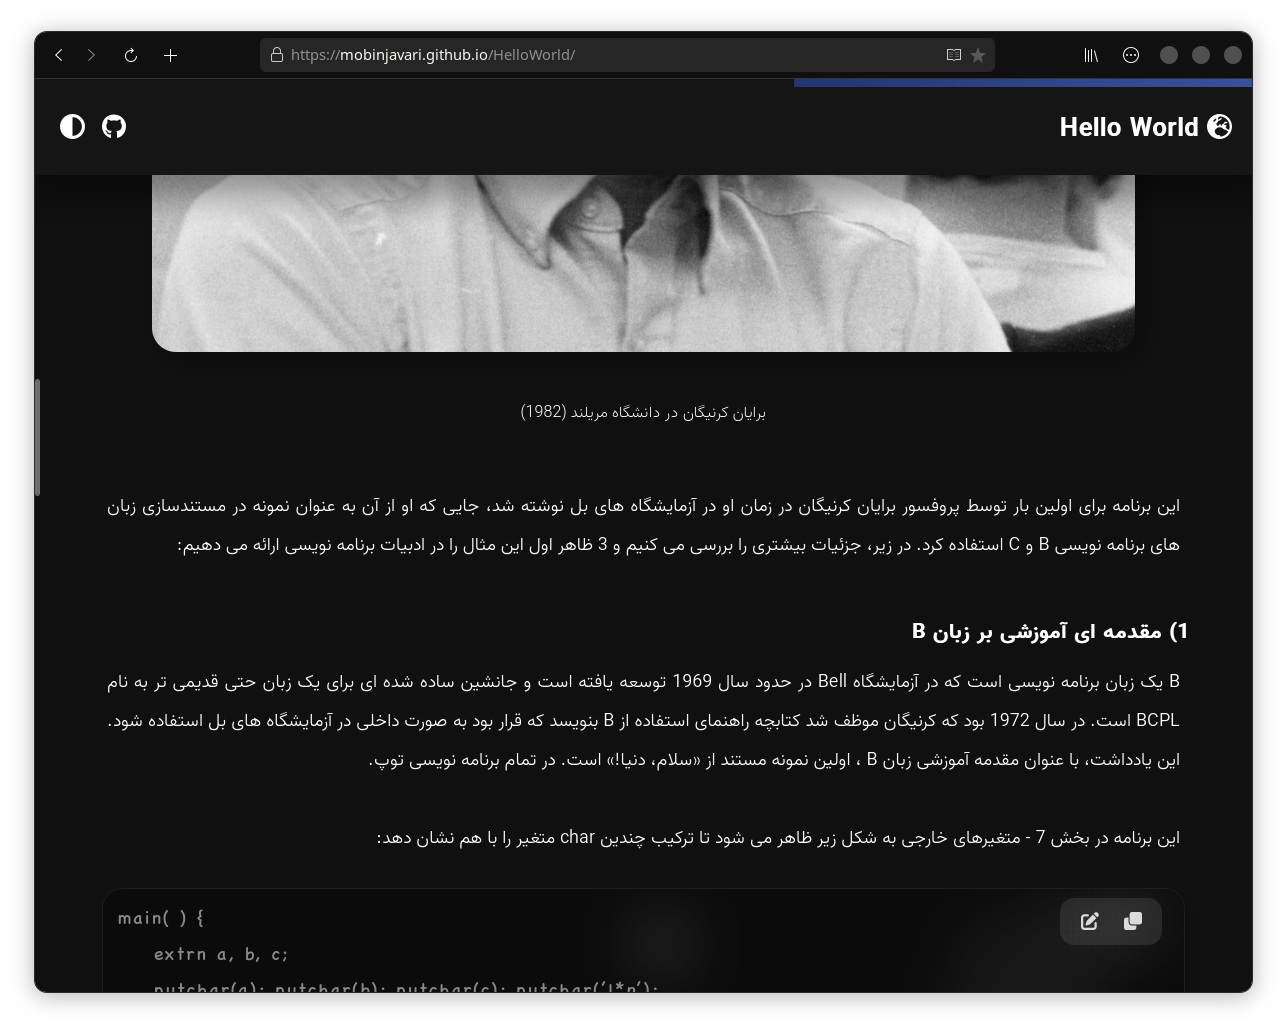 https://mobinjavari.github.io/HelloWorld/
Hello World
برایان کرنیگان در دانشگاه مریلند (1982)
این برنامه برای اولین بار توسط پروفسور برایان کرنیگان در زمان او در آزمایشگاه های بل نوشته شد، جایی که او از آن به عنوان نمونه در مستندسازی زبان
های برنامه نویسی B و C استفاده کرد. در زیر، جزئیات بیشتری را بررسی می کنیم و 3 ظاهر اول این مثال را در ادبیات برنامه نویسی ارائه می دهیم:
1) مقدمه ای آموزشی بر زبان B
B یک زبان برنامه نویسی است که در آزمایشگاه Bell در حدود سال 1969 توسعه یافته است و جانشین ساده شده ای برای یک زبان حتی قدیمی تر به نام
BCPL است. در سال 1972 بود که کرنیگان موظف شد کتابچه راهنمای استفاده از B بنویسد که قرار بود به صورت داخلی در آزمایشگاه های بل استفاده شود.
این یادداشت، با عنوان مقدمه آموزشی زبان B ، اولین نمونه مستند از «سلام، دنیا!» است. در تمام برنامه نویسی توپ.
این برنامه در بخش 7 - متغیرهای خارجی به شکل زیر ظاهر می شود تا ترکیب چندین char متغیر را با هم نشان دهد:
main( ) {
extrn a, b, c;
putchar(a); putchar(b); putchar(c); putchar(’!*n’);